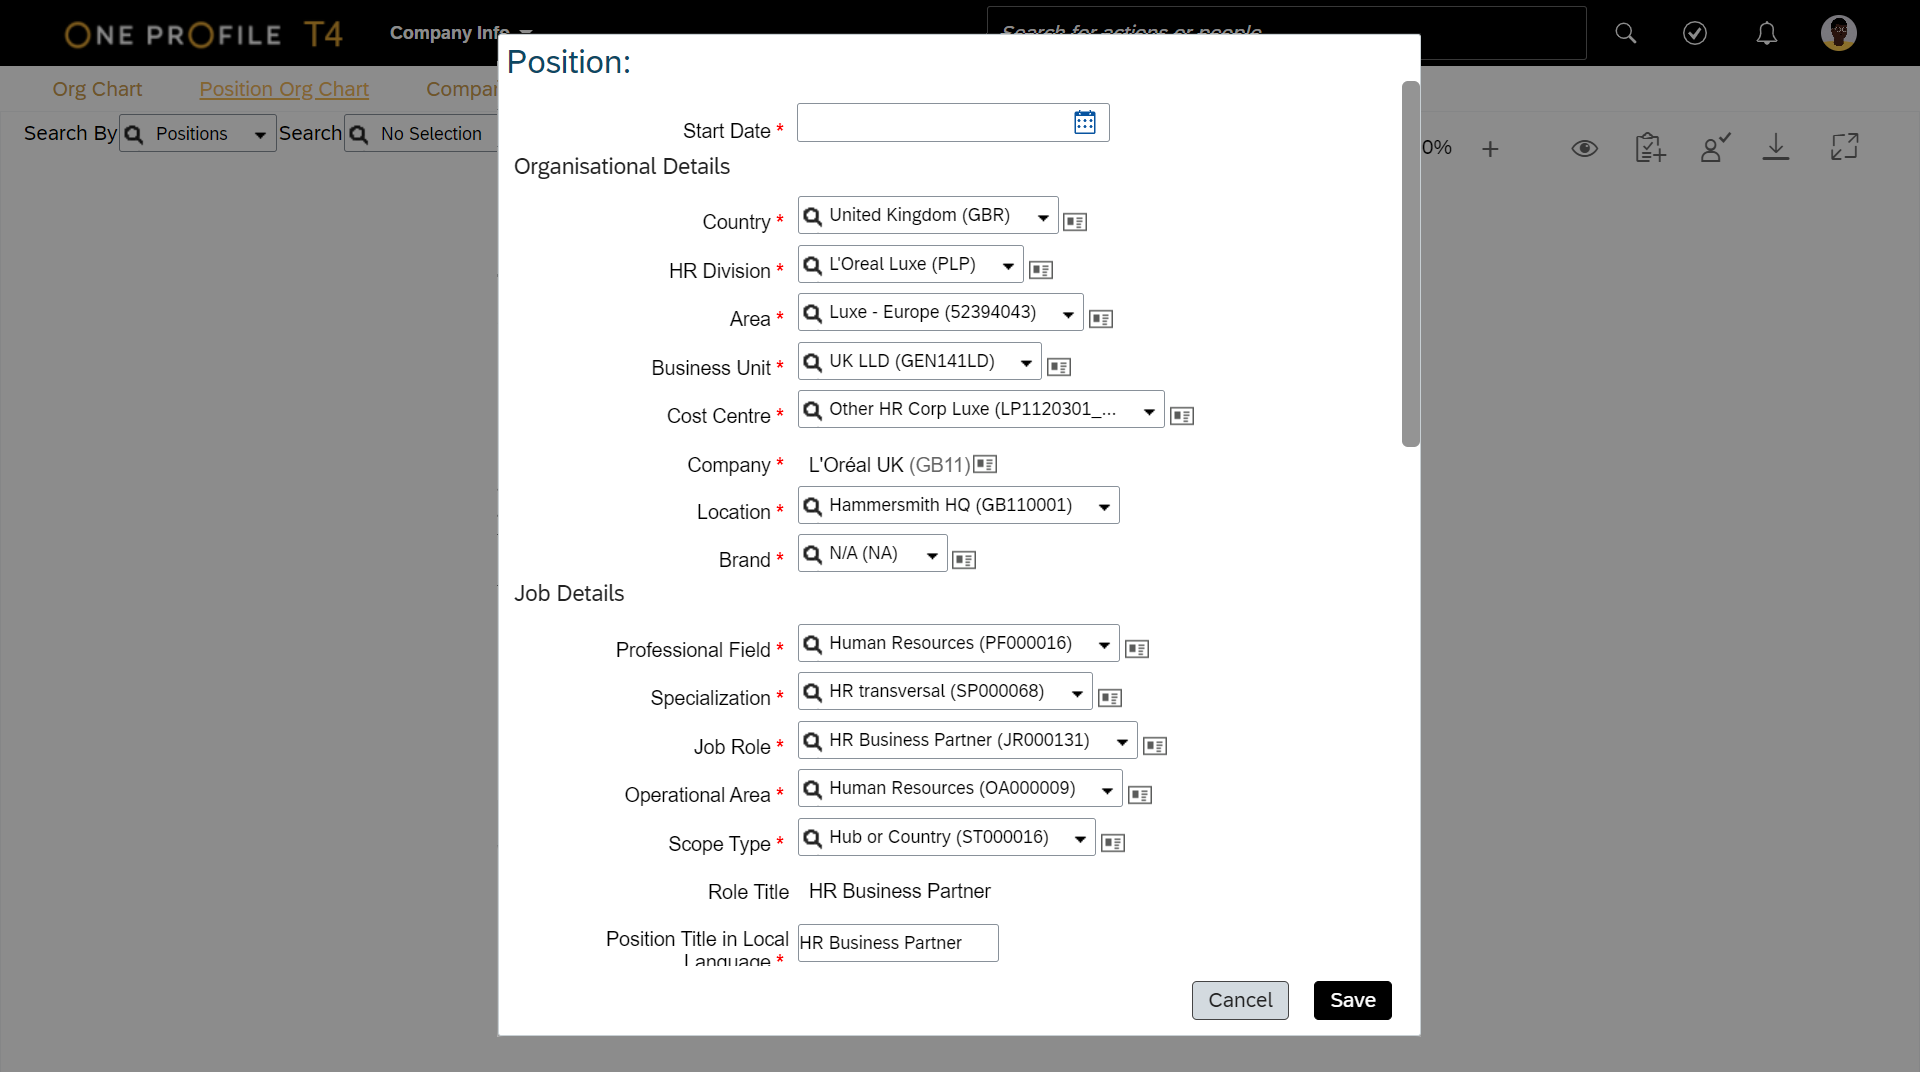 ONE PROFILE T4
Company Info
Search for actions or people
Org Chart
Position Org Chart
Search By
Positions
Search
No Selection
0%
Position:
Start Date *
Organisational Details
Country *
United Kingdom (GBR)
HR Division *
L'Oreal Luxe (PLP)
Area *
Luxe - Europe (52394043)
Business Unit *
UK LLD (GEN141LD)
Cost Centre *
Other HR Corp Luxe (LP1120301_...
Company *
L'Oréal UK (GB11)
Location *
Hammersmith HQ (GB110001)
Brand *
N/A (NA)
Job Details
Professional Field *
Human Resources (PF000016)
Specialization *
HR transversal (SP000068)
Job Role *
HR Business Partner (JR000131)
Operational Area *
Human Resources (OA000009)
Scope Type *
Hub or Country (ST000016)
Role Title
HR Business Partner
Position Title in Local
Language *
HR Business Partner
Cancel
Save